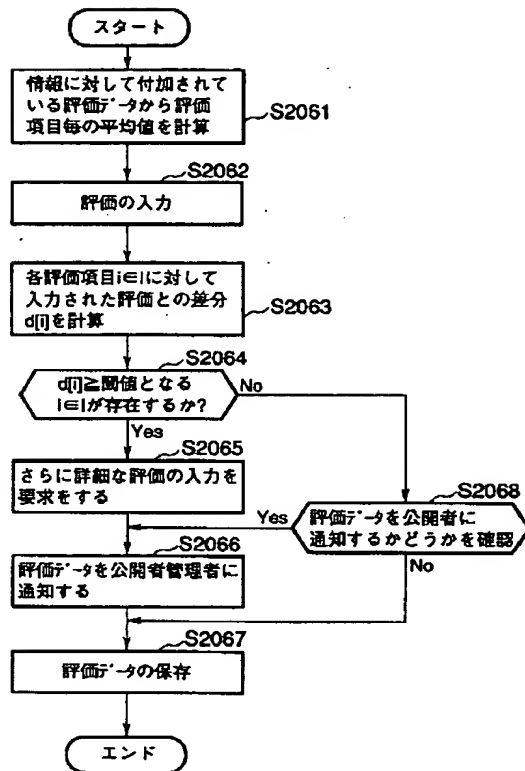 スタート
情報に対して付加されて
いる評価データから評価
項目毎の平均値を計算
S2061
S2062
評価の入力
各評価項目i∈Iに対して
入力された評価との差分
d[i]を計算
S2063
S2064
d[i]≧閾値となる
i∈Iが存在するか?
No
Yes
S2065
さらに詳細な評価の入力を
要求をする
S2068
Yes
評価データを公開者に
通知するかどうかを確認
No
S2066
評価データを公開者管理者に
通知する
S2067
評価データの保存
エンド